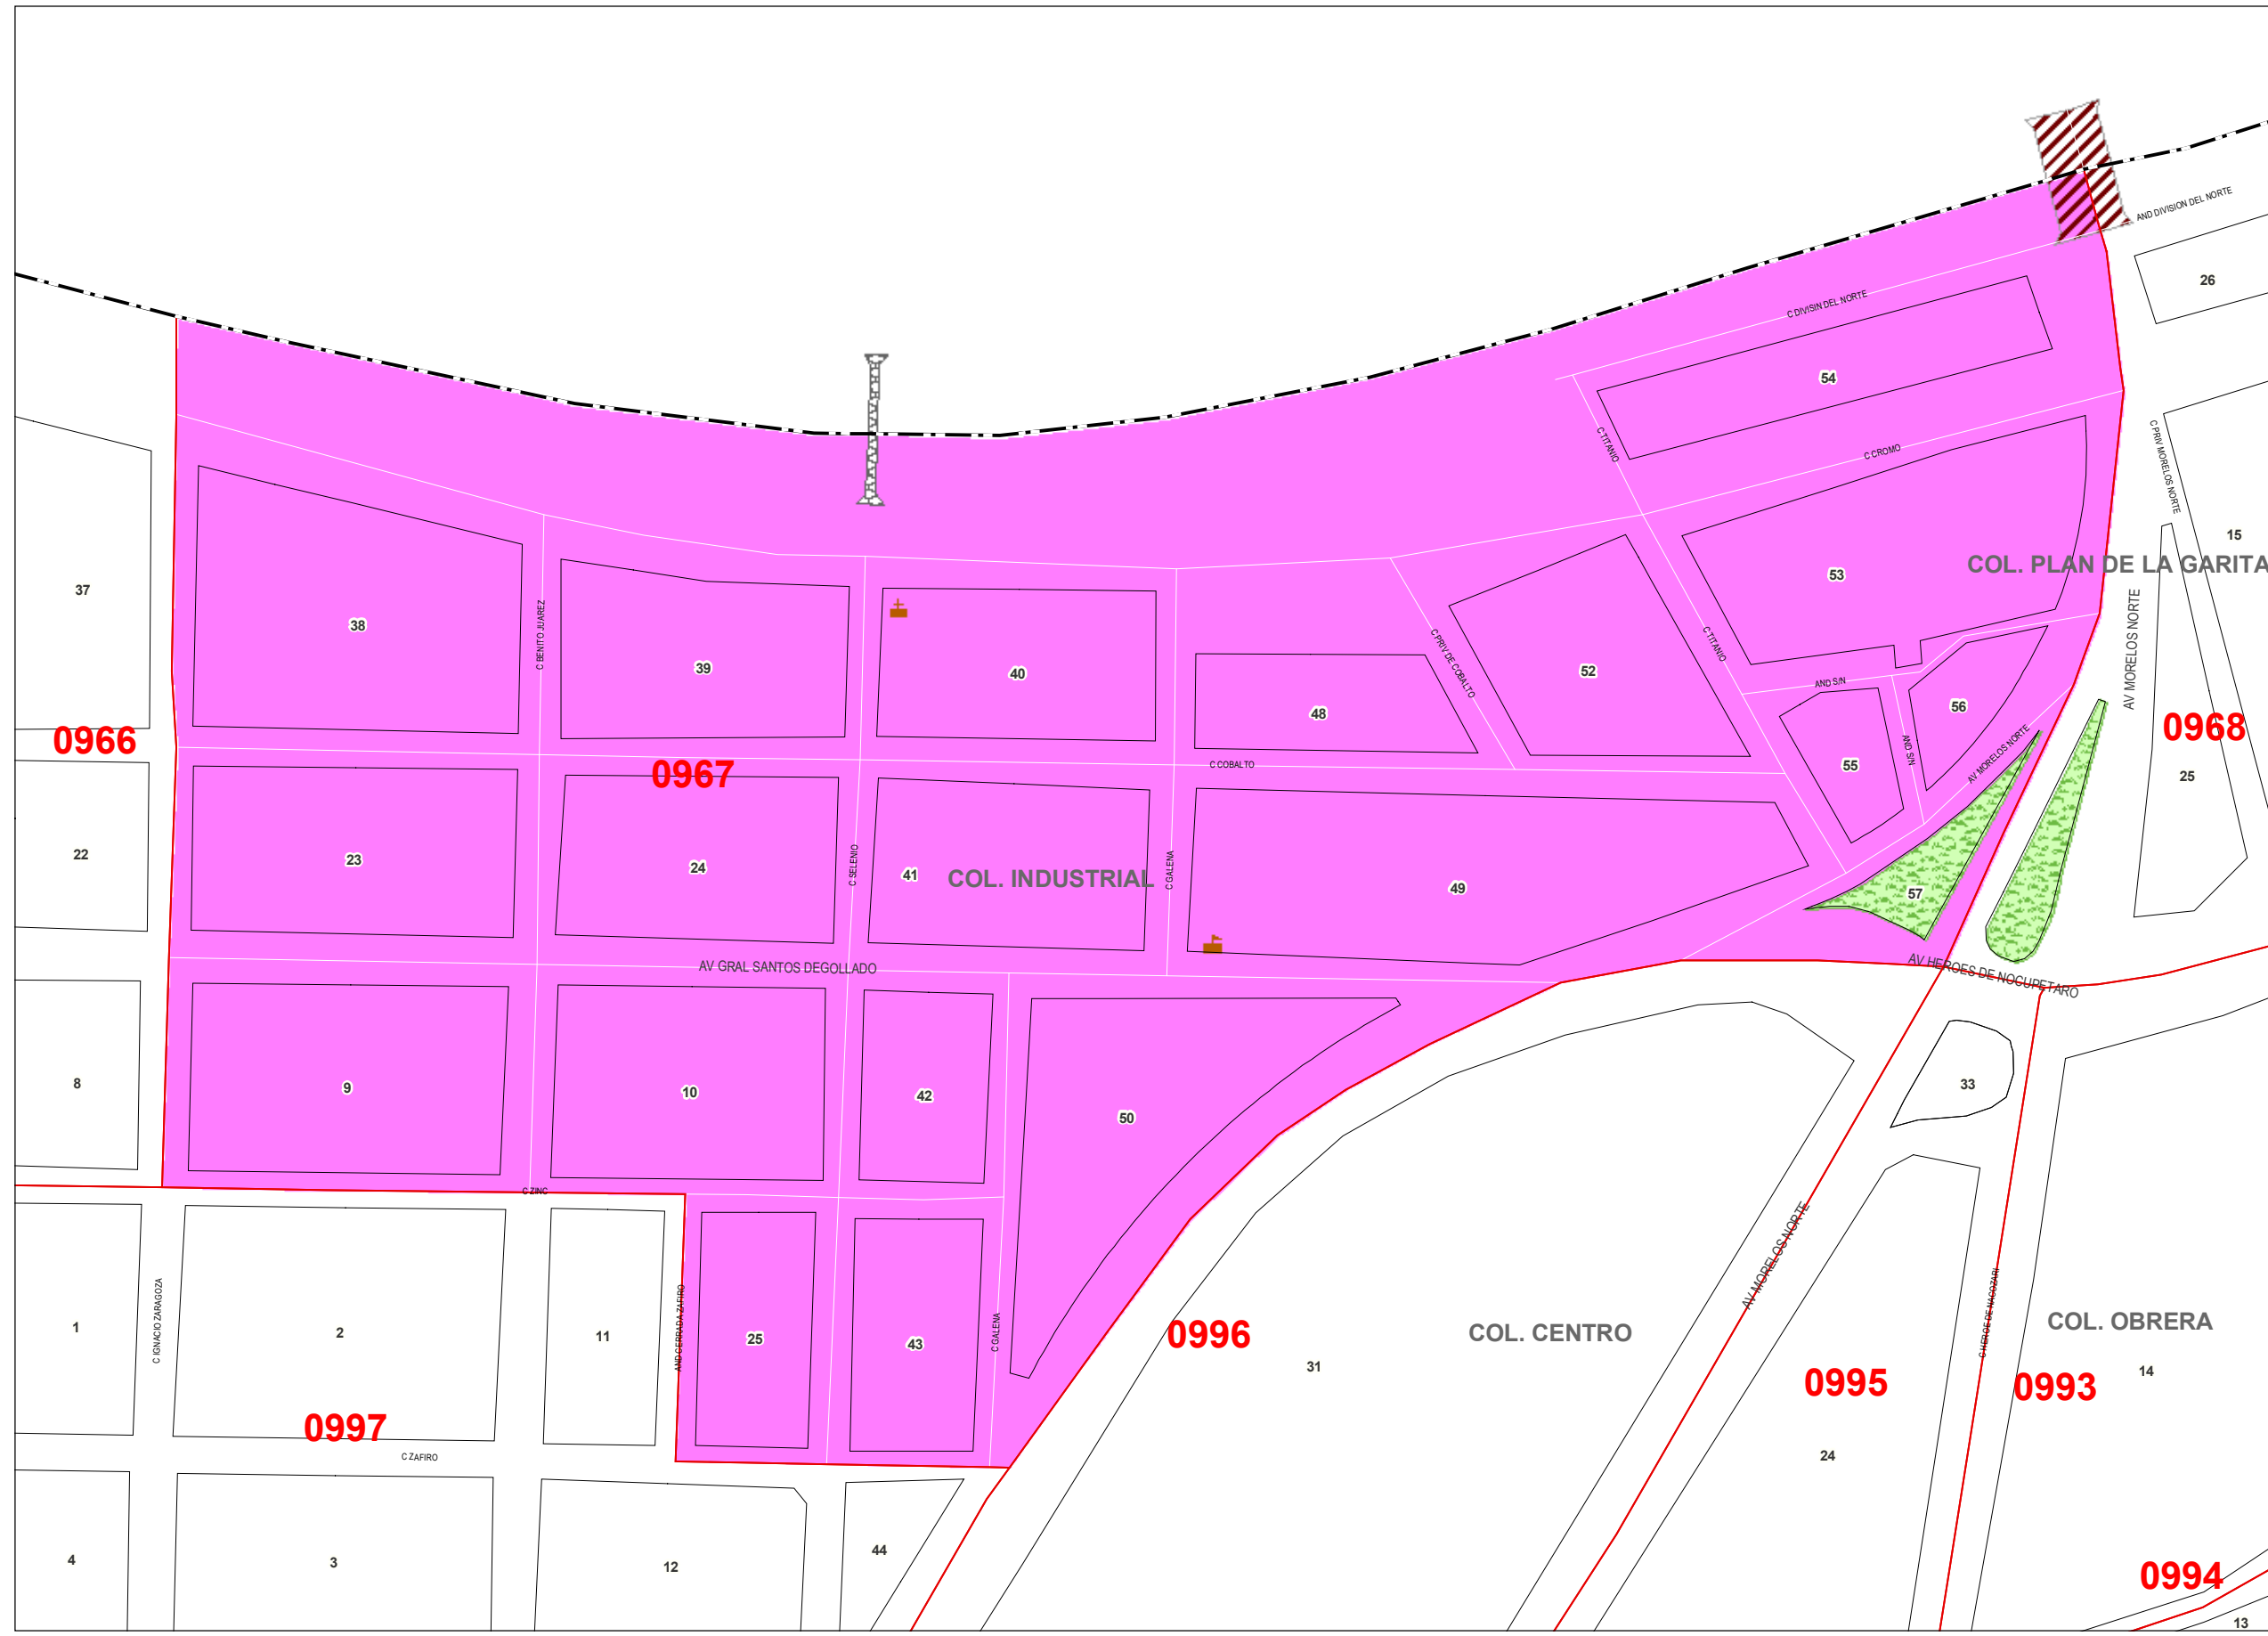 AND DIVISION DEL NORTE
26
C DIVISIN DEL NORTE
54
C TITANIO
C CROMO
C PRIV MORELOS NORTE
15
COL. PLAN DE LA GARITA
53
37
38
C BENITO JUAREZ
39
40
48
C PRIV DE COBALTO
52
C TITANIO
AND S/N
56
AV MORELOS NORTE
AV MORELOS NORTE
0966
0967
0968
C COBALTO
55
AND S/N
25
22
23
24
C SELENIO
41
COL. INDUSTRIAL
C GALENA
49
57
AV GRAL SANTOS DEGOLLADO
AV HEROES DE NOCUPETARO
8
9
10
42
50
33
C ZINC
1
C IGNACIO ZARAGOZA
2
11
AND CERRADA ZAFIRO
25
43
C GALENA
0996
31
COL. CENTRO
AV MORELOS NORTE
C HEROE DE NACOZARI
COL. OBRERA
14
0995
0993
0997
C ZAFIRO
24
4
3
12
44
0994
13